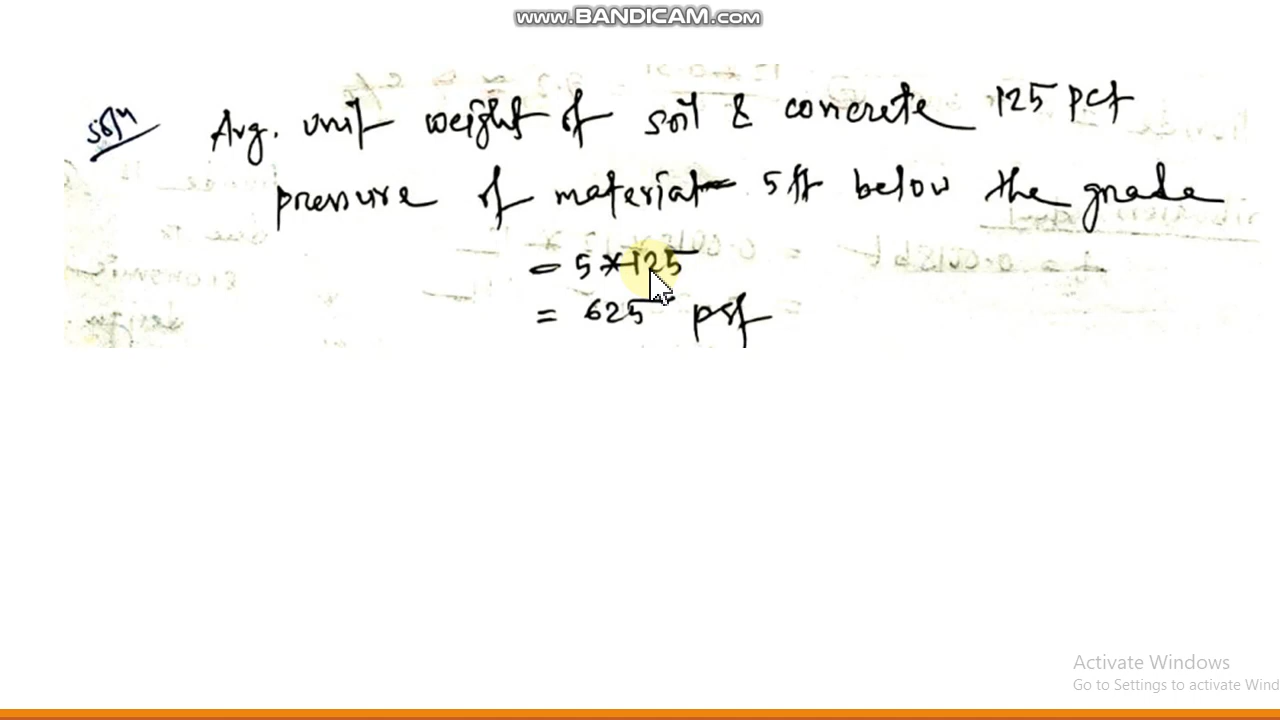 www.BANDICAM.com
Soln Avg. unit weight of soil & concrete 125 pcf
pressure of material 5 ft below the grade
= 5*125
= 625 psf
Activate Windows
Go to Settings to activate Wind